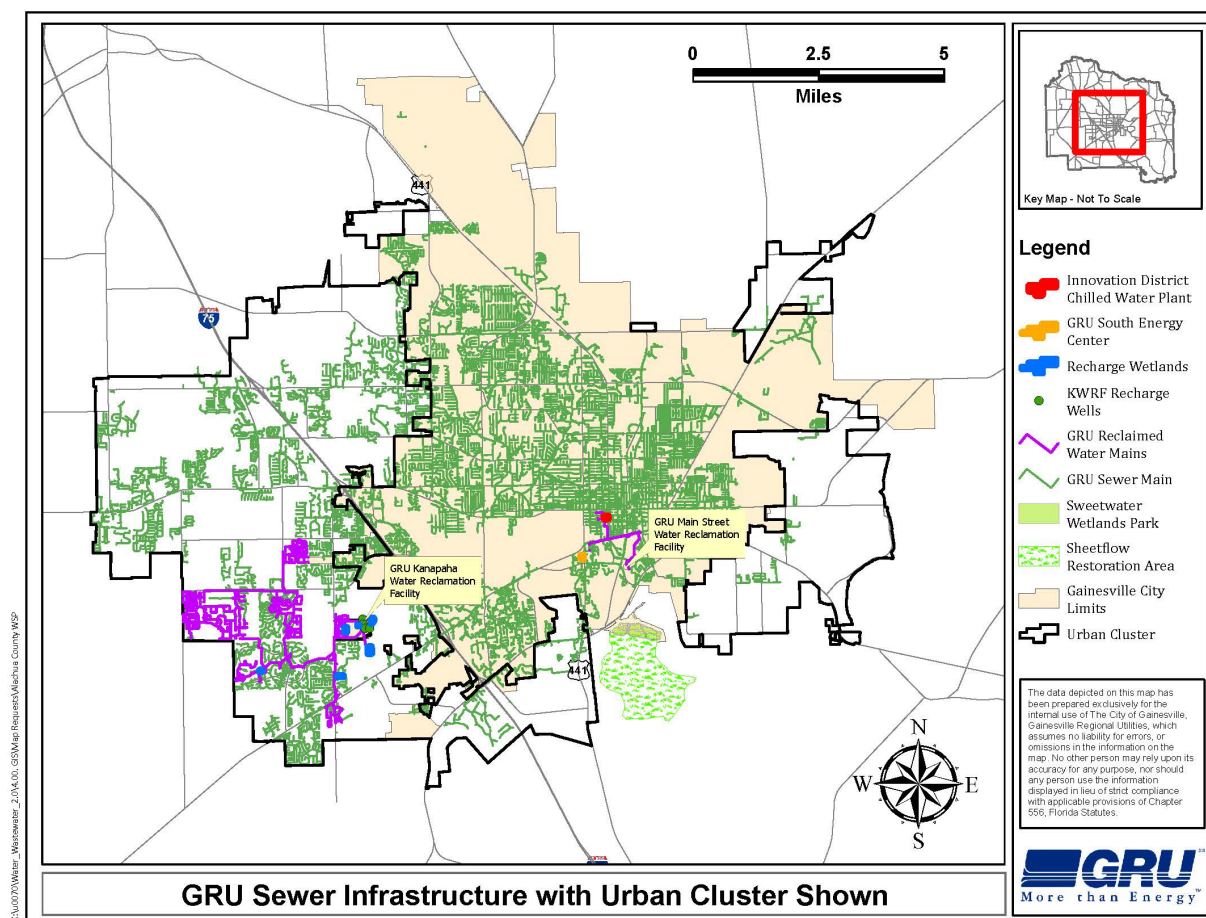 0 2.5 5
Miles
441
75
GRU Main Street
Water Reclamation
Facility
GRU Kanapaha
Water Reclamation
Facility
441
N
W E
S
GRU Sewer Infrastructure with Urban Cluster Shown
Key Map - Not To Scale
Legend
Innovation District
Chilled Water Plant
GRU South Energy
Center
Recharge Wetlands
KWRF Recharge
Wells
GRU Reclaimed
Water Mains
GRU Sewer Main
Sweetwater
Wetlands Park
Sheetflow
Restoration Area
Gainesville City
Limits
Urban Cluster
The data depicted on this map has
been prepared exclusively for the
internal use of The City of Gainesville,
Gainesville Regional Utilities, which
assumes no liability for errors, or
omissions in the information on the
map. No other person may rely upon its
accuracy for any purpose, nor should
any person use the information
displayed in lieu of strict compliance
with applicable provisions of Chapter
556, Florida Statutes.
GRU
More than Energy